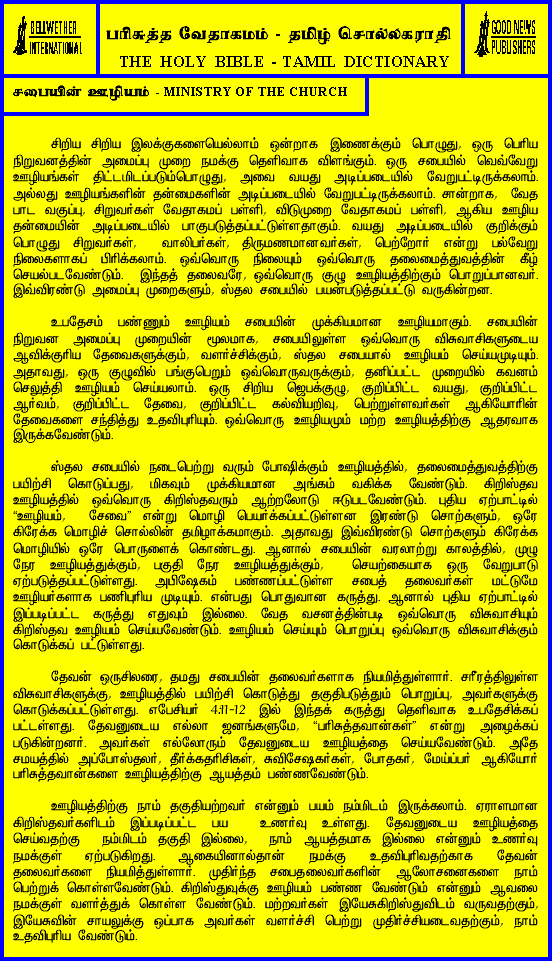 BELLWETHER
INTERNATIONAL
பரிசுத்த வேதாகமம் - தமிழ் சொல்லகராதி
THE HOLY BIBLE - TAMIL DICTIONARY
GOOD NEWS
PUBLISHERS
சபையின் ஊழியம் - MINISTRY OF THE CHURCH
சிறிய சிறிய இலக்குகளையெல்லாம் ஒன்றாக இணைக்கும் பொழுது, ஒரு பெரிய
நிறுவனத்தின் அமைப்பு முறை நமக்கு தெளிவாக விளங்கும். ஒரு சபையில் வெவ்வேறு
ஊழியங்கள் திட்டமிடப்படும்பொழுது, அவை வயது அடிப்படையில் வேறுபட்டிருக்கலாம்.
அல்லது ஊழியங்களின் தன்மைகளின் அடிப்படையில் வேறுபட்டிருக்கலாம். சான்றாக, வேத
பாட வகுப்பு, சிறுவர்கள் வேதாகமப் பள்ளி, விடுமுறை வேதாகமப் பள்ளி, ஆகிய ஊழிய
தன்மையின் அடிப்படையில் பாகுபடுத்தப்பட்டுள்ளதாகும். வயது அடிப்படையில் குறிக்கும்
பொழுது சிறுவர்கள், வாலிபர்கள், திருமணமானவர்கள், பெற்றோர் என்று பல்வேறு
நிலைகளாகப் பிரிக்கலாம். ஒவ்வொரு நிலையும் ஒவ்வொரு தலைமைத்துவத்தின் கீழ்
செயல்படவேண்டும். இந்தத் தலைவரே, ஒவ்வொரு குழு ஊழியத்திற்கும் பொறுப்பானவர்.
இவ்விரண்டு அமைப்பு முறைகளும், ஸ்தல சபையில் பயன்படுத்தப்பட்டு வருகின்றன.
உபதேசம் பண்ணும் ஊழியம் சபையின் முக்கியமான ஊழியமாகும். சபையின்
நிறுவன அமைப்பு முறையின் மூலமாக, சபையிலுள்ள ஒவ்வொரு விசுவாசிகளுடைய
ஆவிக்குரிய தேவைகளுக்கும், வளர்ச்சிக்கும், ஸ்தல சபையால் ஊழியம் செய்யமுடியும்.
அதாவது, ஒரு குழுவில் பங்குபெறும் ஒவ்வொருவருக்கும், தனிப்பட்ட முறையில் கவனம்
செலுத்தி ஊழியம் செய்யலாம். ஒரு சிறிய ஜெபக்குழு, குறிப்பிட்ட வயது, குறிப்பிட்ட
ஆர்வம், குறிப்பிட்ட தேவை, குறிப்பிட்ட கல்வியறிவு, பெற்றுள்ளவர்கள் ஆகியோரின்
தேவைகளை சந்தித்து உதவிபுரியும். ஒவ்வொரு ஊழியமும் மற்ற ஊழியத்திற்கு ஆதரவாக
இருக்கவேண்டும்.
ஸ்தல சபையில் நடைபெற்று வரும் போஷிக்கும் ஊழியத்தில், தலைமைத்துவத்திற்கு
பயிற்சி கொடுப்பது, மிகவும் முக்கியமான அங்கம் வகிக்க வேண்டும். கிறிஸ்தவ
ஊழியத்தில் ஒவ்வொரு கிறிஸ்தவரும் ஆற்றலோடு ஈடுபடவேண்டும். புதிய ஏற்பாட்டில்
“ஊழியம், சேவை” என்று மொழி பெயர்க்கப்பட்டுள்ளன இரண்டு சொற்களும், ஒரே
கிரேக்க மொழிச் சொல்லின் தமிழாக்கமாகும். அதாவது இவ்விரண்டு சொற்களும் கிரேக்க
மொழியில் ஒரே பொருளைக் கொண்டது. ஆனால் சபையின் வரலாற்று காலத்தில், முழு
நேர ஊழியத்துக்கும், பகுதி நேர ஊழியத்துக்கும், செயற்கையாக ஒரு வேறுபாடு
ஏற்படுத்தப்பட்டுள்ளது. அபிஷேகம் பண்ணப்பட்டுள்ள சபைத் தலைவர்கள் மட்டுமே
ஊழியர்களாக பணிபுரிய முடியும். என்பது பொதுவான கருத்து. ஆனால் புதிய ஏற்பாட்டில்
இப்படிப்பட்ட கருத்து எதுவும் இல்லை. வேத வசனத்தின்படி ஒவ்வொரு விசுவாசியும்
கிறிஸ்தவ ஊழியம் செய்யவேண்டும். ஊழியம் செய்யும் பொறுப்பு ஒவ்வொரு விசுவாசிக்கும்
கொடுக்கப் பட்டுள்ளது.
தேவன் ஒருசிலரை, தமது சபையின் தலைவர்களாக நியமித்துள்ளார். சரீரத்திலுள்ள
விசுவாசிகளுக்கு, ஊழியத்தில் பயிற்சி கொடுத்து தகுதிபடுத்தும் பொறுப்பு, அவர்களுக்கு
கொடுக்கப்பட்டுள்ளது. எபேசியர் 4:11-12 இல் இந்தக் கருத்து தெளிவாக உபதேசிக்கப்
பட்டள்ளது. தேவனுடைய எல்லா ஜனங்களுமே, “பரிசுத்தவான்கள்” என்று அழைக்கப்
படுகின்றனர். அவர்கள் எல்லோரும் தேவனுடைய ஊழியத்தை செய்யவேண்டும். அதே
சமயத்தில் அப்போஸ்தலர், தீர்க்கதரிசிகள், சுவிசேஷகர்கள், போதகர், மேய்ப்பர் ஆகியோர்
பரிசுத்தவான்களை ஊழியத்திற்கு ஆயத்தம் பண்ணவேண்டும்.
ஊழியத்திற்கு நாம் தகுதியற்றவர் என்னும் பயம் நம்மிடம் இருக்கலாம். ஏராளமான
கிறிஸ்தவர்களிடம் இப்படிப்பட்ட பய உணர்வு உள்ளது. தேவனுடைய ஊழியத்தை
செய்வதற்கு நம்மிடம் தகுதி இல்லை, நாம் ஆயத்தமாக இல்லை என்னும் உணர்வு
நமக்குள் ஏற்படுகிறது. ஆகையினால்தான் நமக்கு உதவிபுரிவதற்காக தேவன்
தலைவர்களை நியமித்துள்ளார். முதிர்ந்த சபைதலைவர்களின் ஆலோசனைகளை நாம்
பெற்றுக் கொள்ளவேண்டும். கிறிஸ்துவுக்கு ஊழியம் பண்ண வேண்டும் என்னும் ஆவலை
நமக்குள் வளர்த்துக் கொள்ள வேண்டும். மற்றவர்கள் இயேசுகிறிஸ்துவிடம் வருவதற்கும்,
இயேசுவின் சாயலுக்கு ஒப்பாக அவர்கள் வளர்ச்சி பெற்று முதிர்ச்சியடைவதற்கும், நாம்
உதவிபுரிய வேண்டும்.